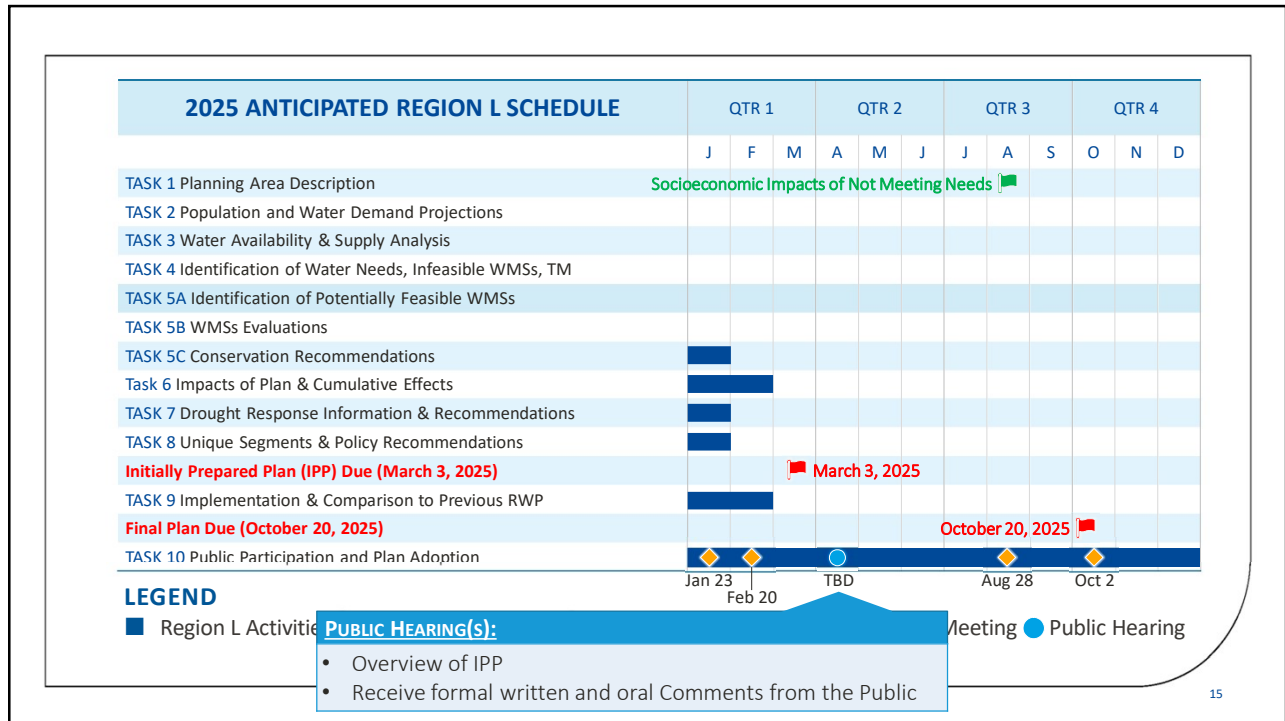 2025 ANTICIPATED REGION L SCHEDULE QTR 1 QTR 2 QTR 3 QTR 4
J F M A M J J A S O N D
TASK 1 Planning Area Description Socioeconomic Impacts of Not Meeting Needs
TASK 2 Population and Water Demand Projections
TASK 3 Water Availability & Supply Analysis
TASK 4 Identification of Water Needs, Infeasible WMSs, TM
TASK 5A Identification of Potentially Feasible WMSs
TASK 5B WMSs Evaluations
TASK 5C Conservation Recommendations
Task 6 Impacts of Plan & Cumulative Effects
TASK 7 Drought Response Information & Recommendations
TASK 8 Unique Segments & Policy Recommendations
Initially Prepared Plan (IPP) Due (March 3, 2025) March 3, 2025
TASK 9 Implementation & Comparison to Previous RWP
Final Plan Due (October 20, 2025) October 20, 2025
TASK 10 Public Participation and Plan Adoption
Jan 23 TBD Aug 28 Oct 2
Feb 20
LEGEND
Region L Meeting Public Hearing
PUBLIC HEARING(S):
• Overview of IPP
• Receive formal written and oral Comments from the Public
15